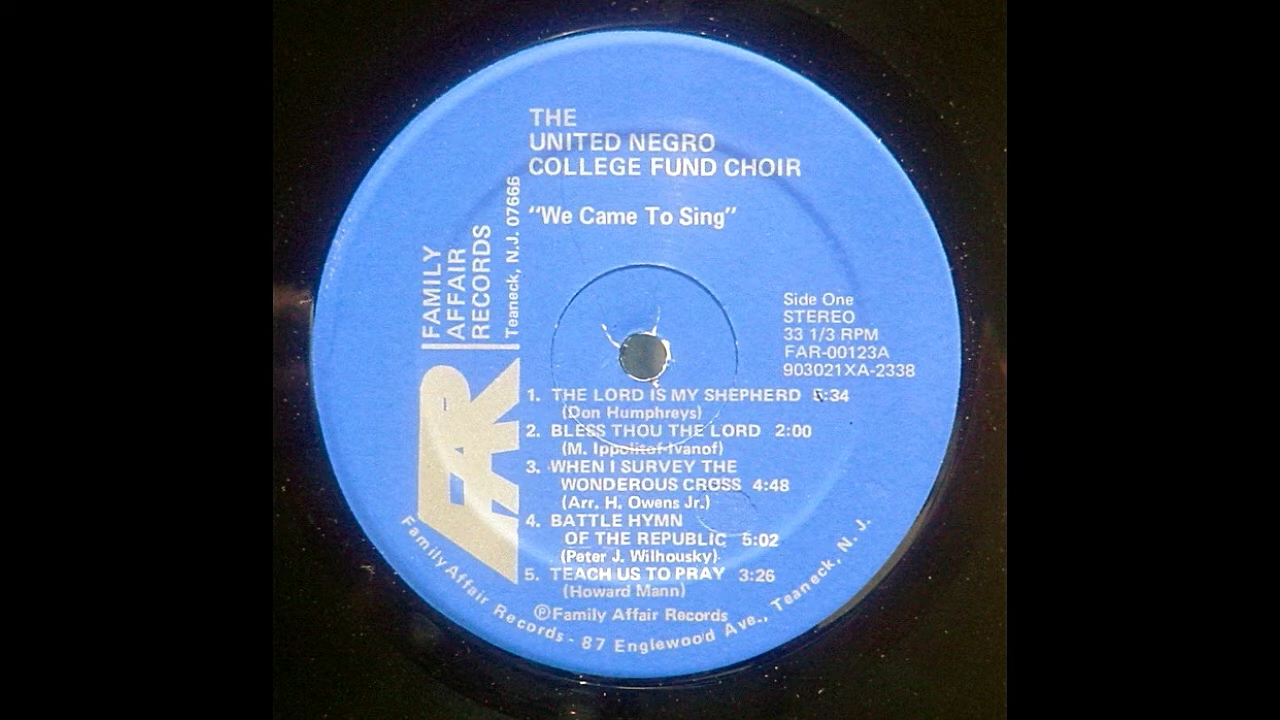 THE
UNITED NEGRO
COLLEGE FUND CHOIR
"We Came To Sing"
FAMILY
AFFAIR
RECORDS
Teaneck, N.J. 07666
FAR
Side One
STEREO
33 1/3 RPM
FAR-00123A
903021XA-2338
1. THE LORD IS MY SHEPHERD 5:34
(Don Humphreys)
2. BLESS THOU THE LORD 2:00
(M. Ippolitof-Ivanof)
3. WHEN I SURVEY THE
WONDEROUS CROSS 4:48
(Arr. H. Owens Jr.)
4. BATTLE HYMN
OF THE REPUBLIC 5:02
(Peter J. Wilhousky)
5. TEACH US TO PRAY 3:26
(Howard Mann)
℗Family Affair Records
Family Affair Records - 87 Englewood Ave., Teaneck, N. J.